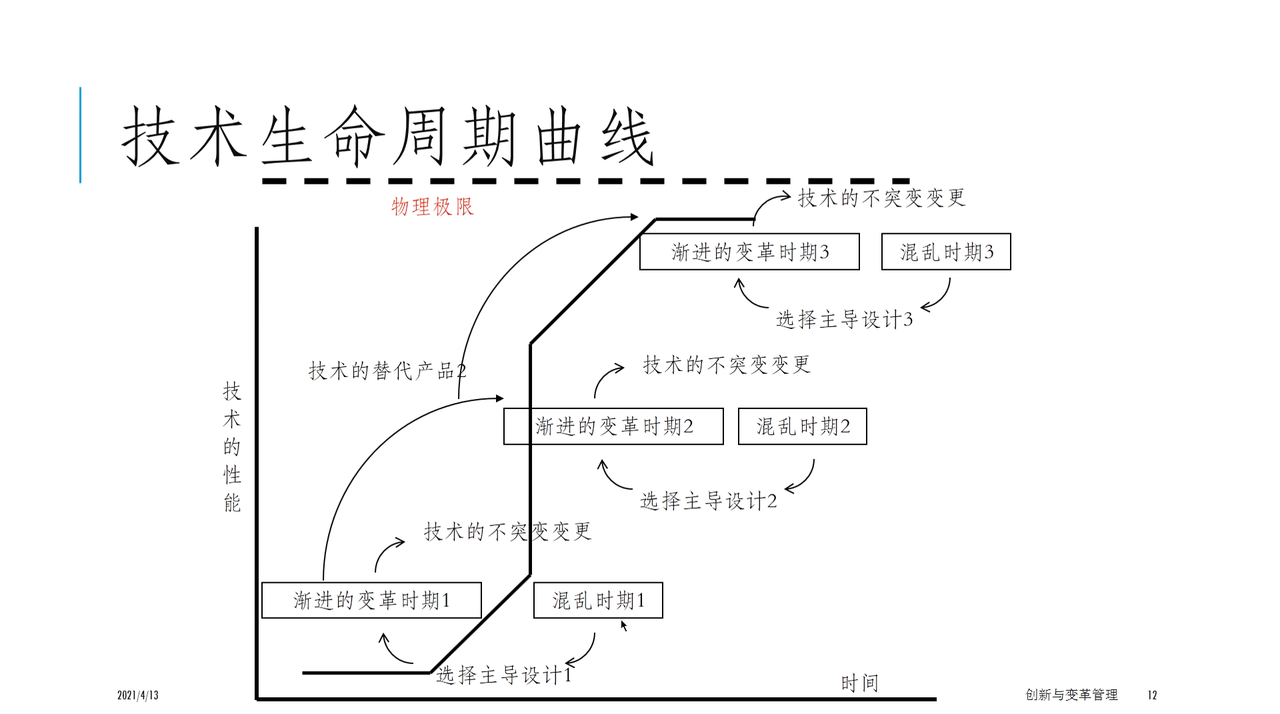 技术生命周期曲线
物理极限
技术的不突变变更
渐进的变革时期3
混乱时期3
选择主导设计3
技术的替代产品2
技术的不突变变更
技术的性能
渐进的变革时期2
混乱时期2
选择主导设计2
技术的不突变变更
渐进的变革时期1
混乱时期1
选择主导设计1
时间
2021/4/13
创新与变革管理
12